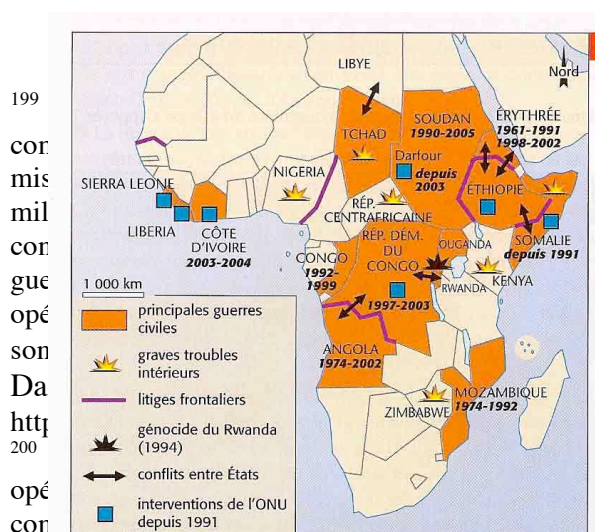 199
con
mis
mil
con
gue
opé
son
Da
http
200
opé
con
Nord
LIBYE
TCHAD
SOUDAN
1990-2005
ÉRYTHRÉE
1961-1991
1998-2002
Darfour
depuis
2003
NIGERIA
SIERRA LEONE
LIBERIA
CÔTE
D'IVOIRE
2003-2004
RÉP.
CENTRAFRICAINE
ÉTHIOPIE
SOMALIE
depuis 1991
CONGO
1992-
1999
RÉP. DÉM.
DU
CONGO
1997-2003
OUGANDA
RWANDA
KENYA
ANGOLA
1974-2002
MOZAMBIQUE
1974-1992
ZIMBABWE
1 000 km
principales guerres
civiles
graves troubles
intérieurs
litiges frontaliers
génocide du Rwanda
(1994)
conflits entre États
interventions de l'ONU
depuis 1991